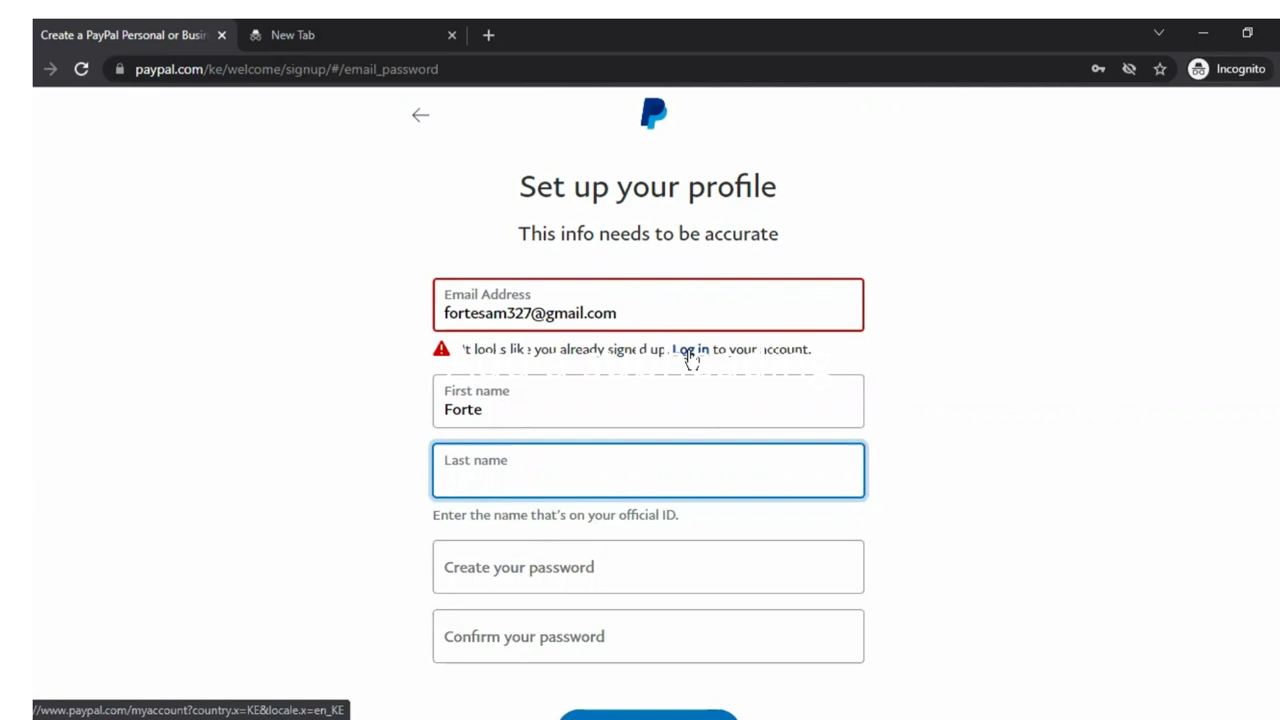 Create a PayPal Personal or Busin
New Tab
paypal.com/ke/welcome/signup/#/email_password
Incognito
Set up your profile
This info needs to be accurate
Email Address
fortesam327@gmail.com
't looks like you already signed up. Log in to your account.
First name
Forte
Last name
Enter the name that's on your official ID.
Create your password
Confirm your password
//www.paypal.com/myaccount?country.x=KE&locale.x=en_KE